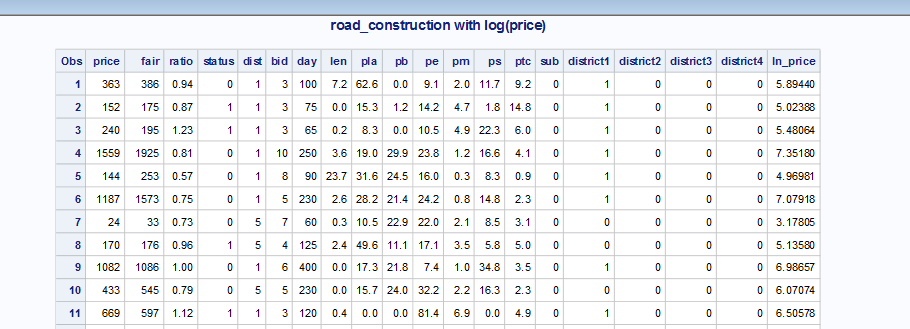 road_construction with log(price)
Obs price fair ratio status dist bid day len pla pb pe pm ps ptc sub district1 district2 district3 district4 ln_price
1 363 386 0.94 0 1 3 100 7.2 62.6 9.1 2.0 11.7 9.2 0 1 0 0 0 5.89440
2 152 175 0.87 1 1 3 75 0.0 15.3 1.2 14.2 4.7 1.8 14.8 0 1 0 0 0 5.02388
3 240 195 1.23 1 1 3 65 0.2 8.3 0.0 10.5 4.9 22.3 6.0 0 1 0 0 0 5.48064
4 1559 1925 0.81 0 1 10 250 3.6 19.0 29.9 23.8 1.2 16.6 4.1 0 1 0 0 0 7.35180
5 144 253 0.57 0 1 8 90 23.7 31.6 24.5 16.0 0.3 8.3 0.9 0 1 0 0 0 4.96981
6 1187 1573 0.75 0 1 5 230 2.6 28.2 21.4 24.2 0.8 14.8 2.3 0 1 0 0 0 7.07918
7 24 33 0.73 0 5 7 60 0.3 10.5 22.9 22.0 2.1 8.5 3.1 0 0 0 0 0 3.17805
8 170 176 0.96 1 5 4 125 2.4 49.6 11.1 17.1 3.5 5.8 5.0 0 0 0 0 0 5.13580
9 1082 1086 1.00 0 1 6 400 0.0 17.3 21.8 7.4 1.0 34.8 3.5 0 1 0 0 0 6.98657
10 433 545 0.79 0 5 5 230 0.0 15.7 24.0 32.2 2.2 16.3 2.3 0 0 0 0 0 6.07074
11 669 597 1.12 1 1 3 120 0.4 0.0 0.0 81.4 6.9 0.0 4.9 0 1 0 0 0 6.50578